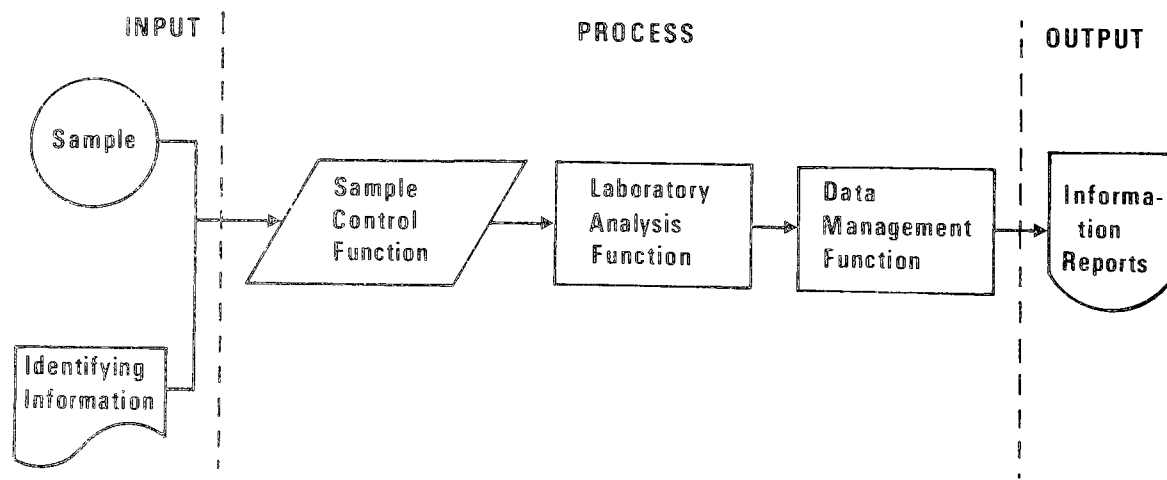 INPUT
PROCESS
OUTPUT
Sample
Identifying
Information
Sample
Control
Function
Laboratory
Analysis
Function
Data
Management
Function
Informa-
tion
Reports